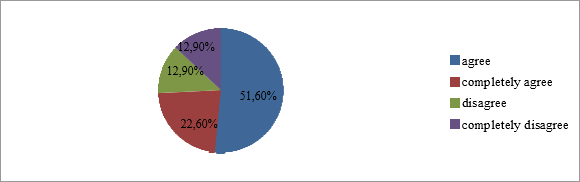 12,90%
12,90%
51,60%
22,60%
agree
completely agree
disagree
completely disagree